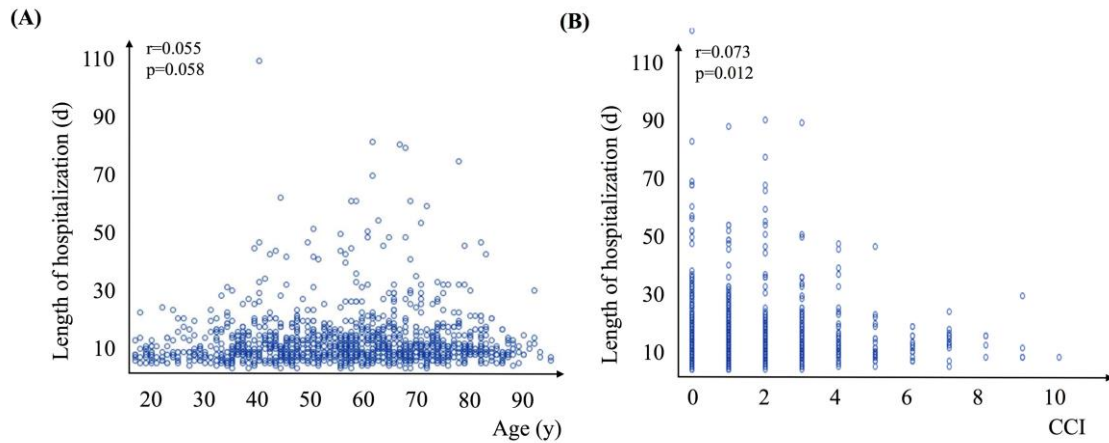 (A)
r=0.055
p=0.058
Length of hospitalization (d)
110
90
70
50
30
10
20 30 40 50 60 70 80 90
Age (y)
(B)
r=0.073
p=0.012
Length of hospitalization (d)
110
90
70
50
30
10
0 2 4 6 8 10
CCI